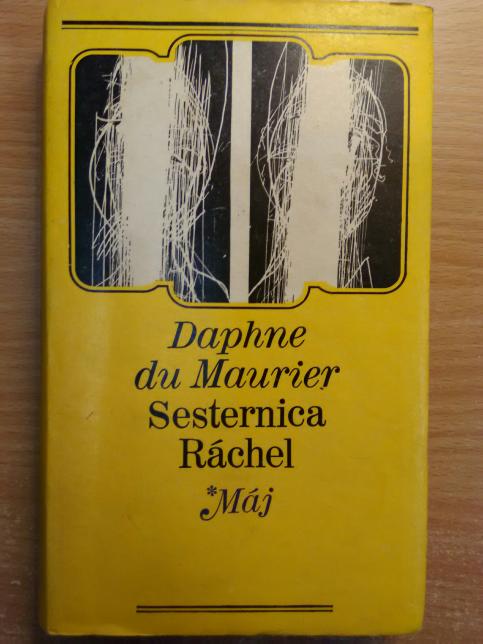 Daphne
du Maurier
Sesternica
Ráchel
*Máj